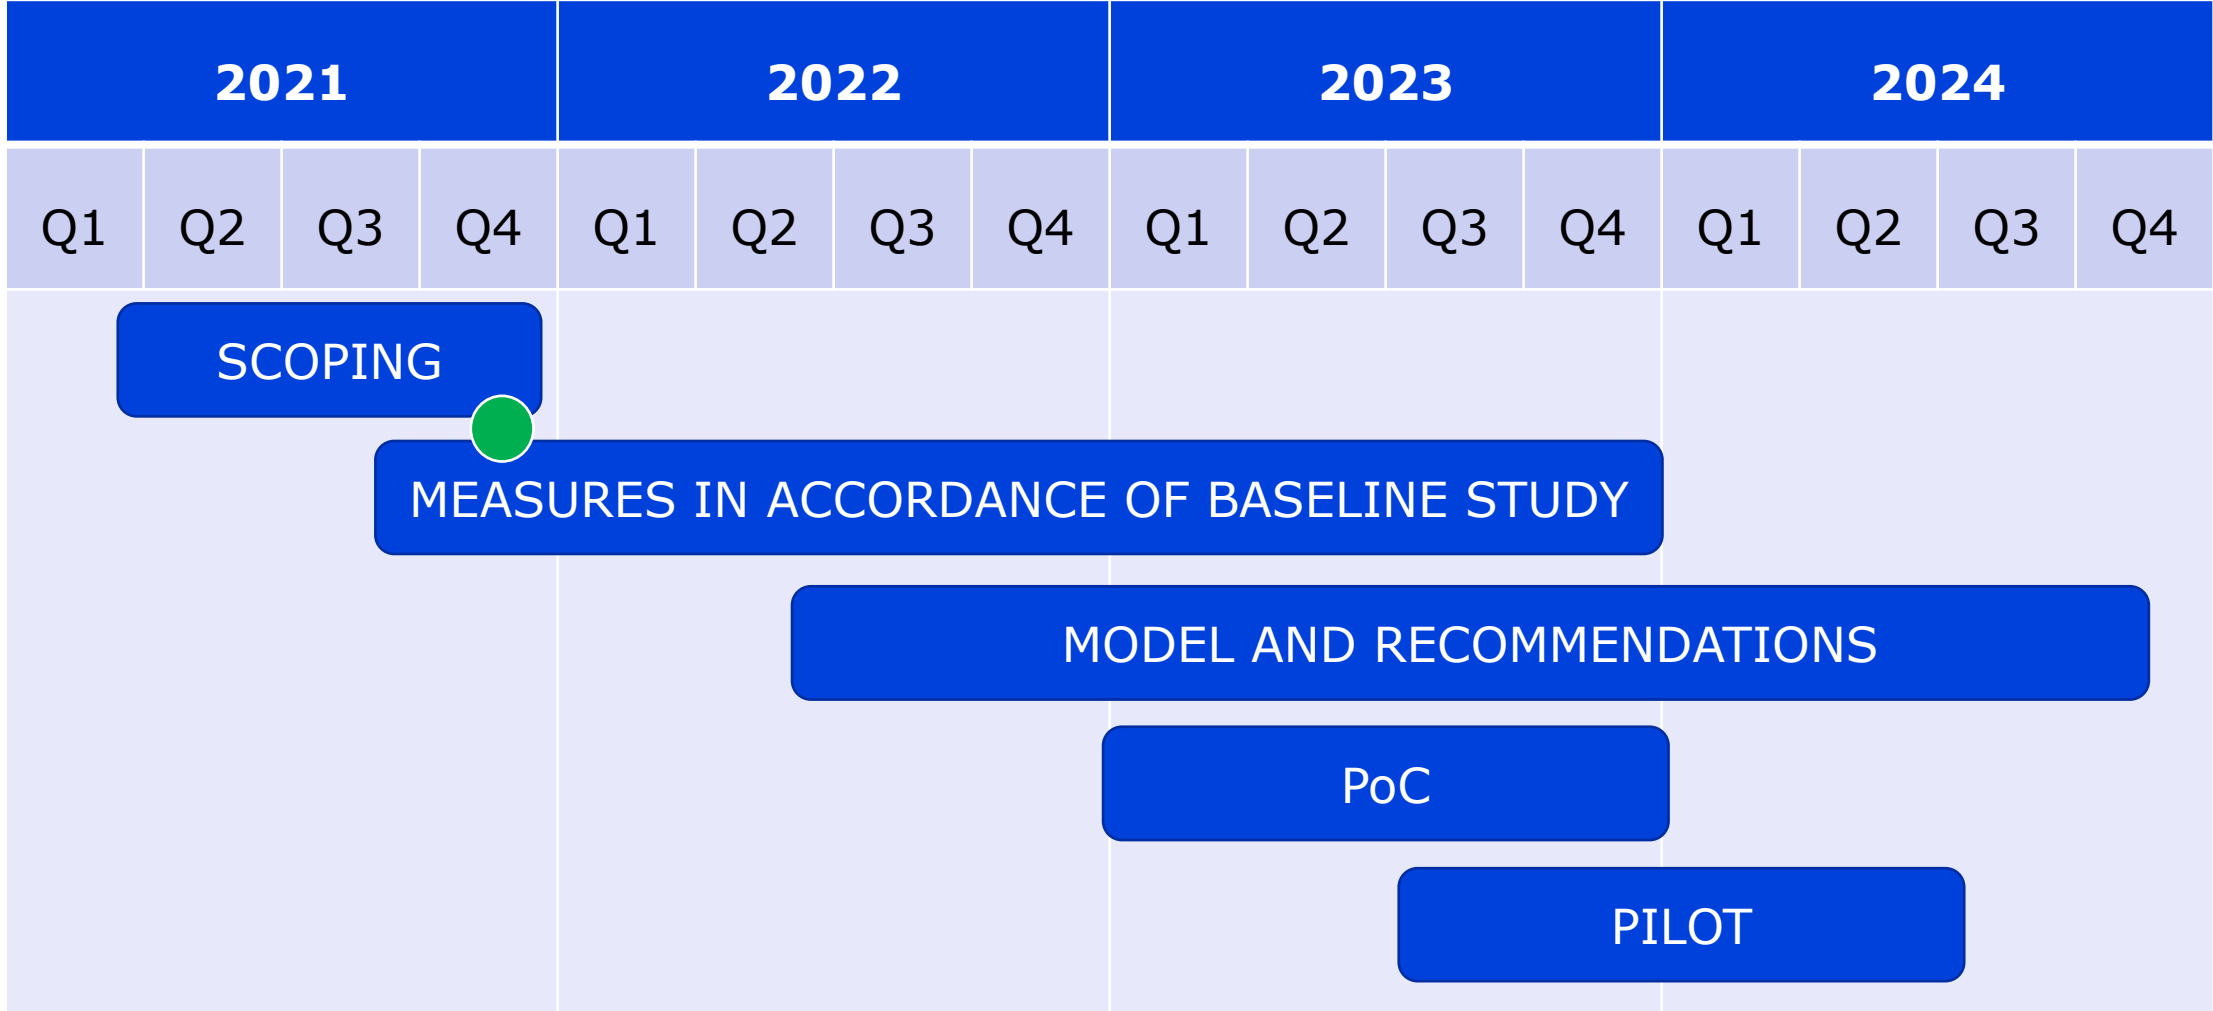 2021 2022 2023 2024
Q1 Q2 Q3 Q4 Q1 Q2 Q3 Q4 Q1 Q2 Q3 Q4 Q1 Q2 Q3 Q4
SCOPING
MEASURES IN ACCORDANCE OF BASELINE STUDY
MODEL AND RECOMMENDATIONS
PoC
PILOT